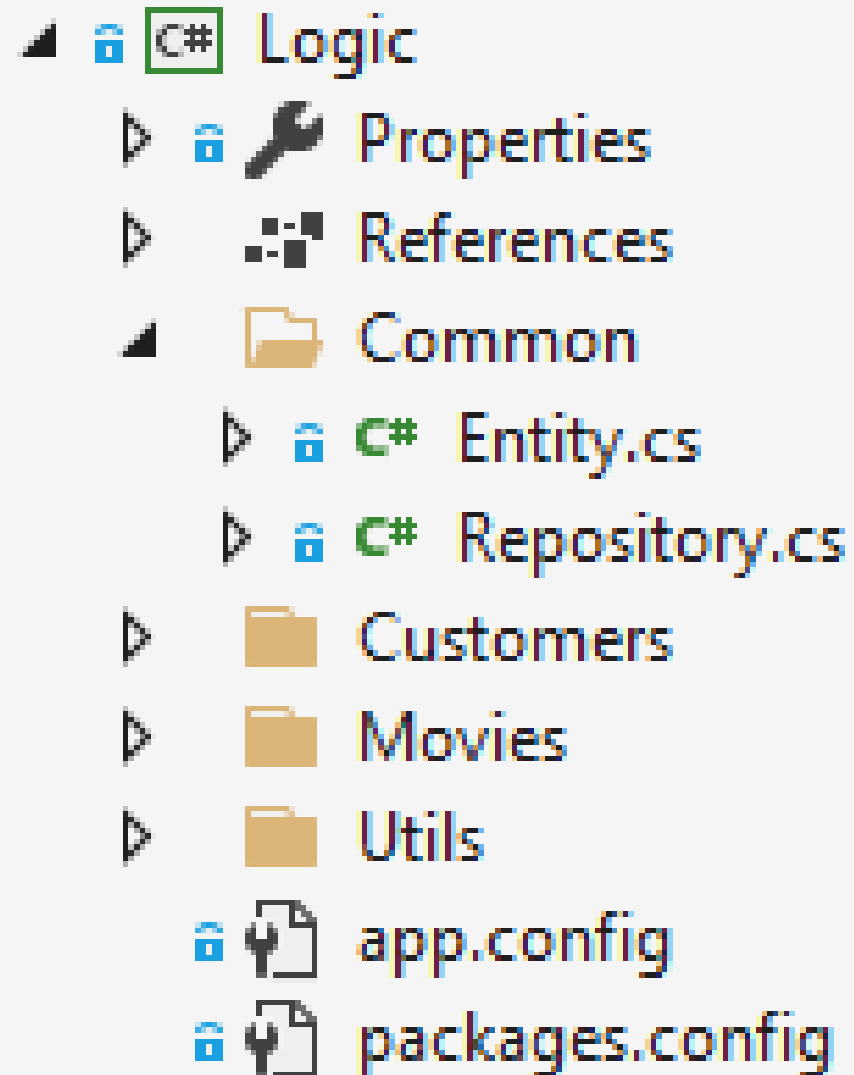 C# Logic
Properties
References
Common
C# Entity.cs
C# Repository.cs
Customers
Movies
Utils
app.config
packages.config